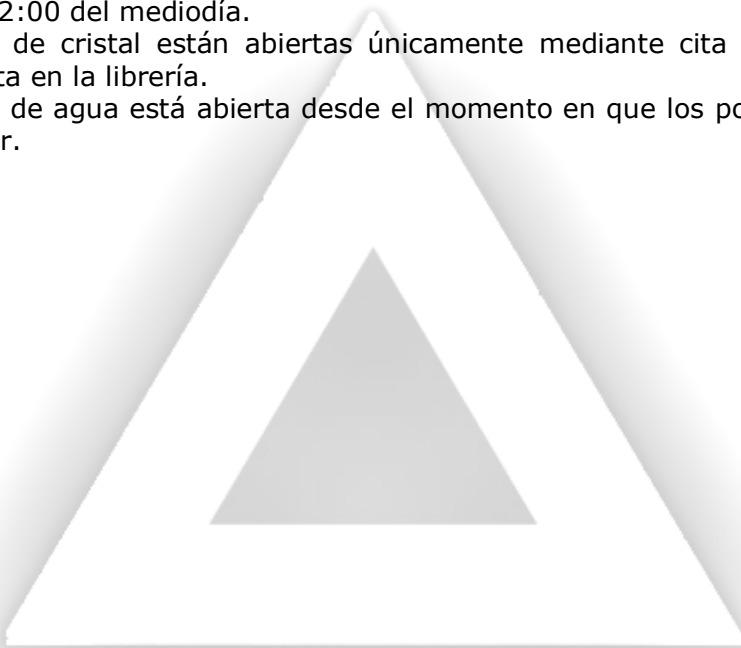 2:00 del mediodía.
de cristal están abiertas únicamente mediante cita
ta en la librería.
de agua está abierta desde el momento en que los po
r.